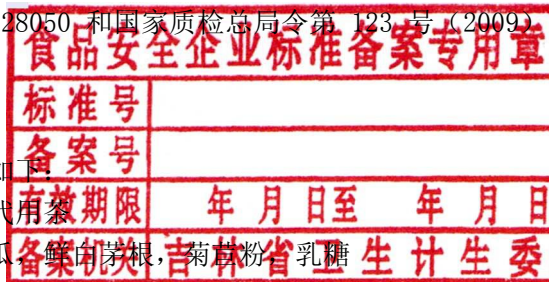 28050 和国家质检总局令第 123 号（2009）
食品安全企业标准备案专用章
标准号
备案号
如下：
有效期限 年 月 日至 年 月 日
代用茶
备案机关 吉林省卫生计生委
瓜，鲜白茅根，菊苣粉，乳糖